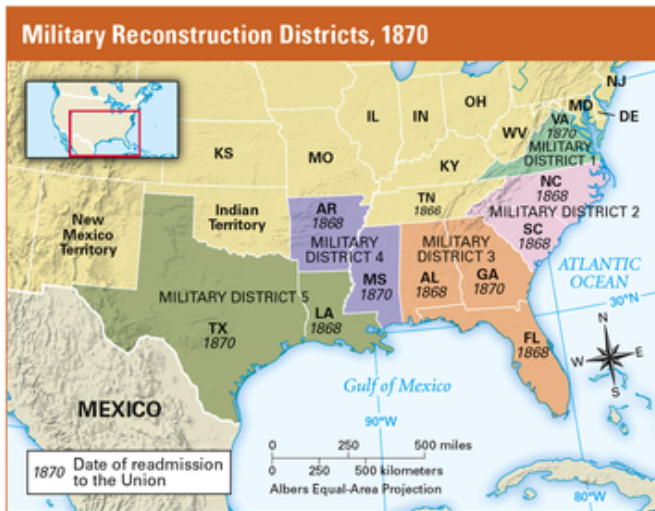 Military Reconstruction Districts, 1870
NJ
OH
IL
IN
MD
DE
WV
VA
1870
MILITARY
DISTRICT 1
KS
MO
KY
NC
1868
TN
1866
MILITARY DISTRICT 2
SC
1868
New
Mexico
Territory
Indian
Territory
AR
1868
MILITARY
DISTRICT 4
MILITARY
DISTRICT 3
MS
1870
AL
1868
GA
1870
ATLANTIC
OCEAN
30°N
MILITARY DISTRICT 5
TX
1870
LA
1868
FL
1868
N
W
E
S
Gulf of Mexico
MEXICO
90°W
0 250 500 miles
0 250 500 kilometers
Albers Equal-Area Projection
80°W
1870 Date of readmission
to the Union